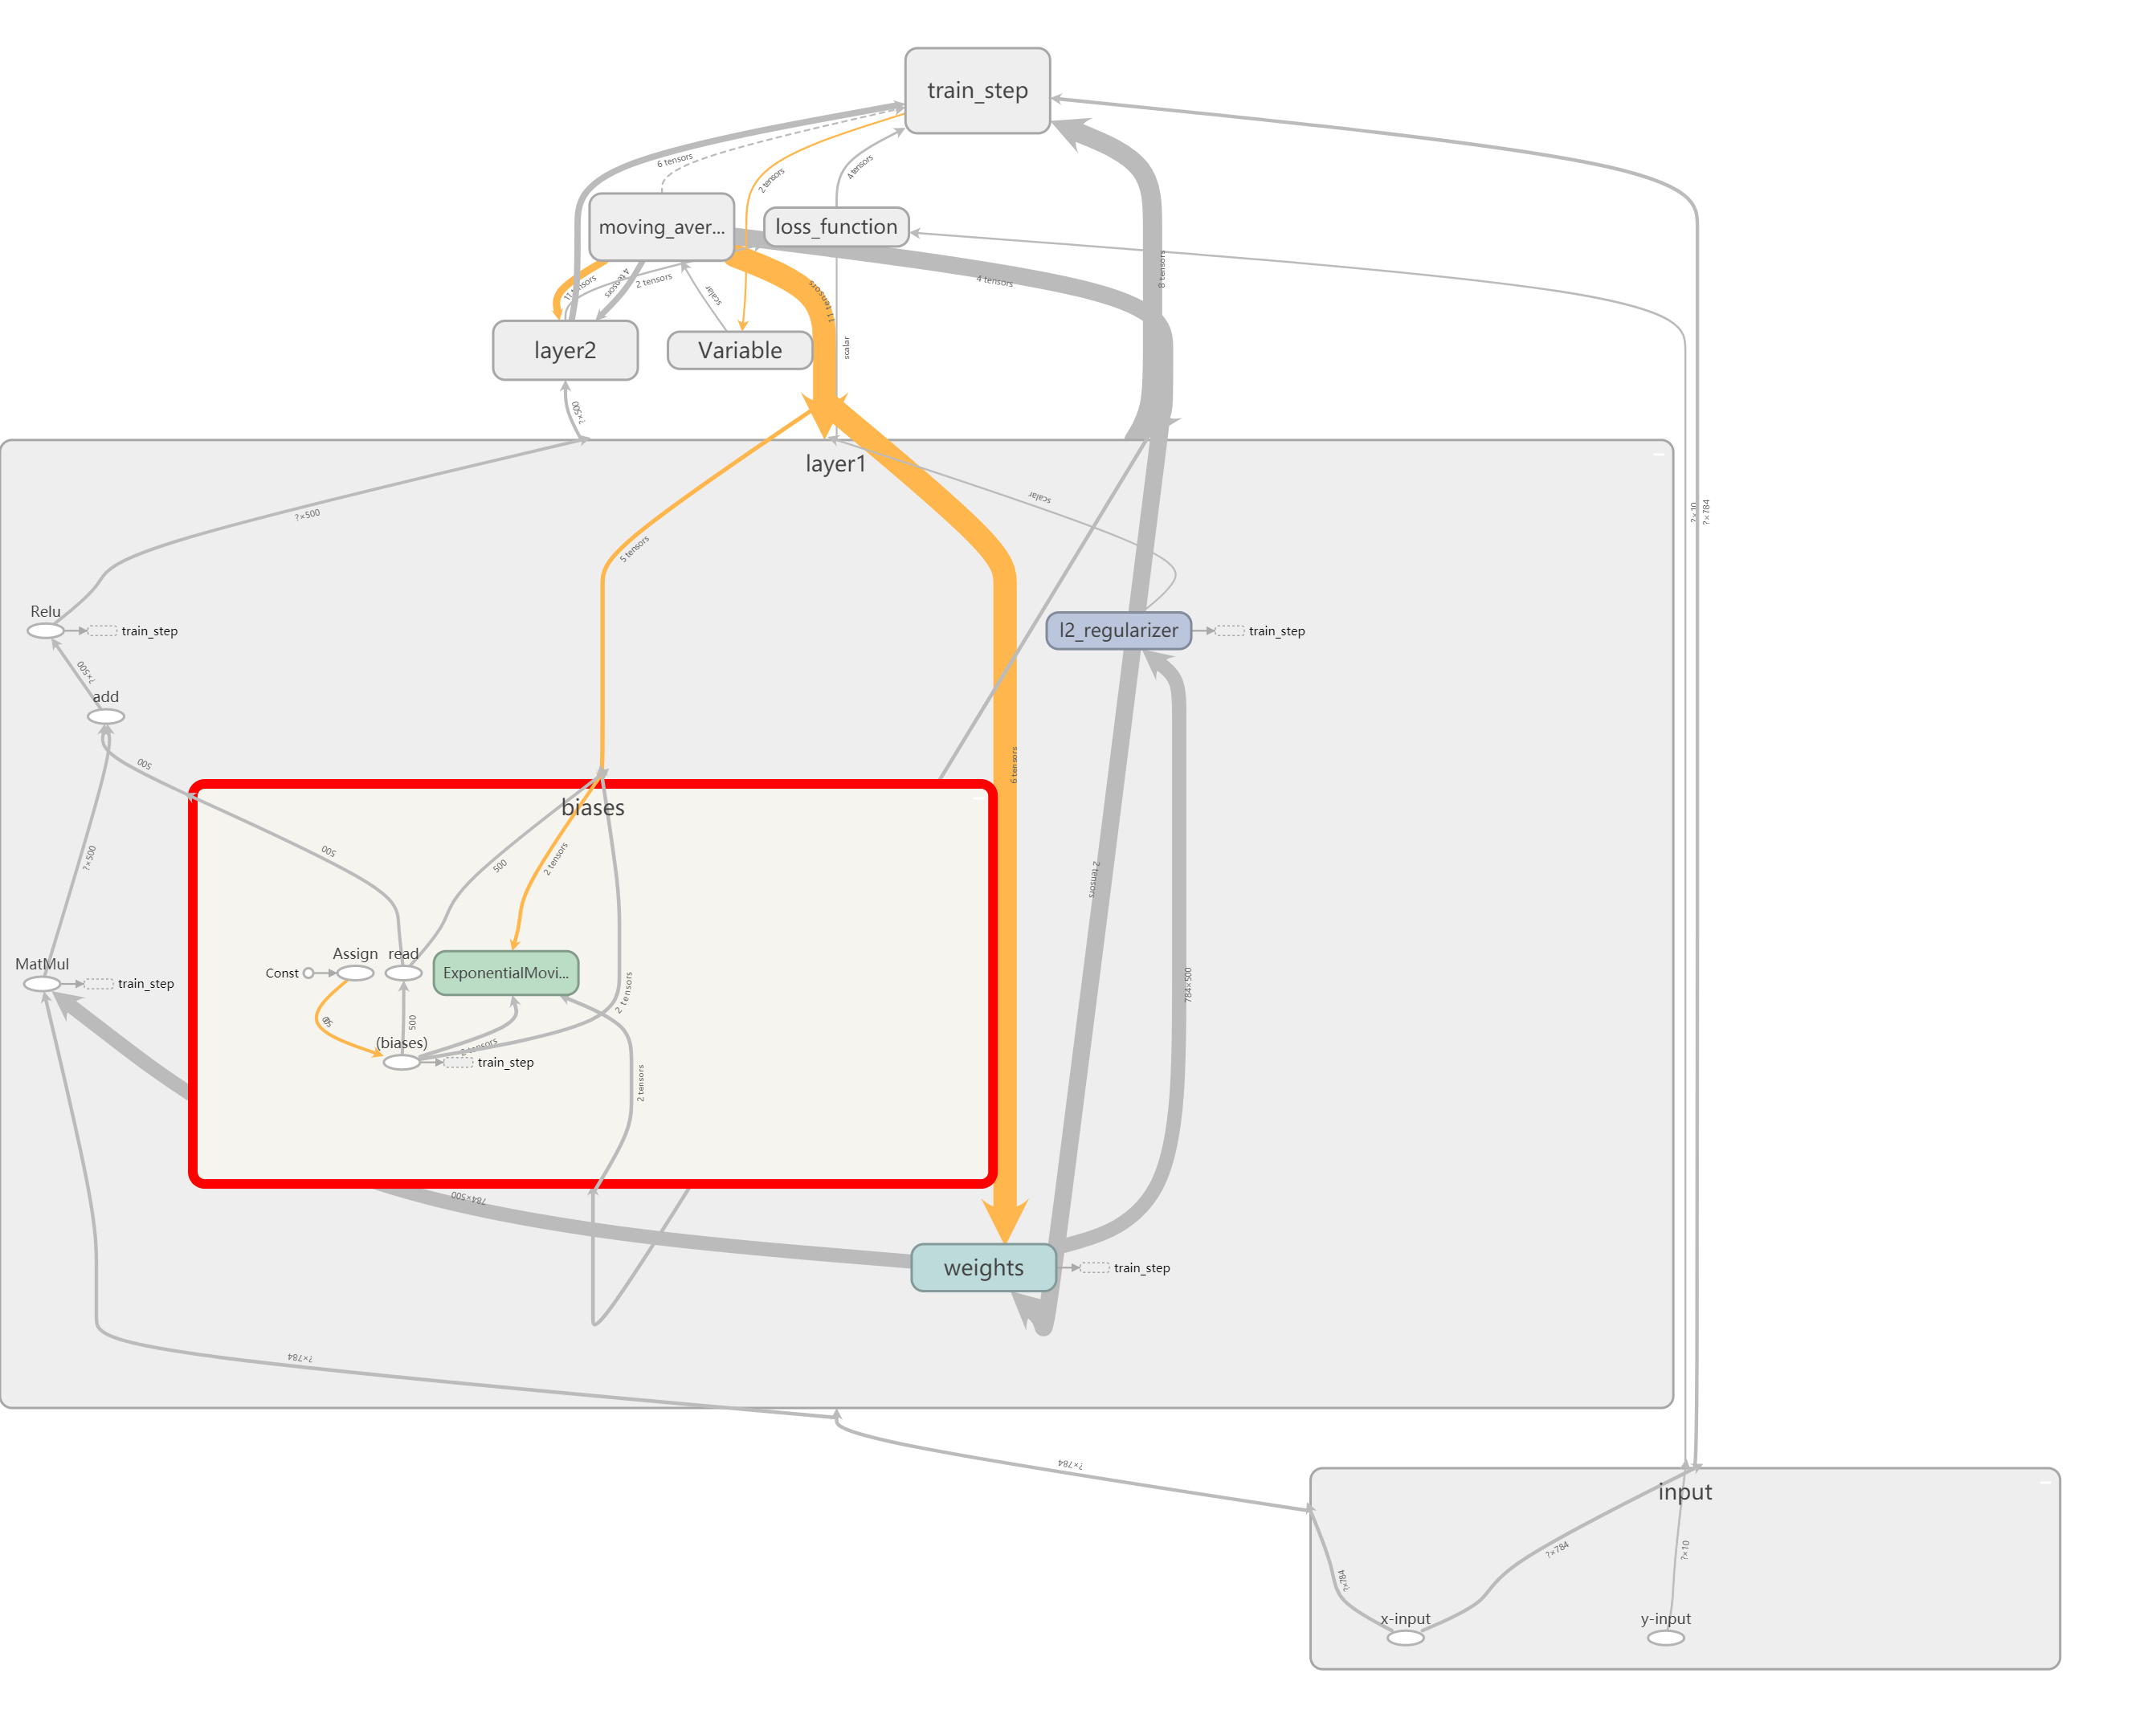 train_step
6 tensors
2 tensors
4 tensors
moving_aver...
loss_function
8 tensors
11 tensors
4 tensors
2 tensors
scalar
11 tensors
4 tensors
layer2
Variable
scalar
?×500
layer1
scalar
?×10
?×784
?×500
5 tensors
Relu
train_step
l2_regularizer
train_step
?×500
add
500
6 tensors
biases
500
500
2 tensors
?×500
2 tensors
MatMul
train_step
Assign
read
Const
ExponentialMovi...
2 tensors
784×500
500
(biases)
train_step
2 tensors
784×500
weights
train_step
?×784
?×784
input
?×784
?×784
?×10
x-input
y-input